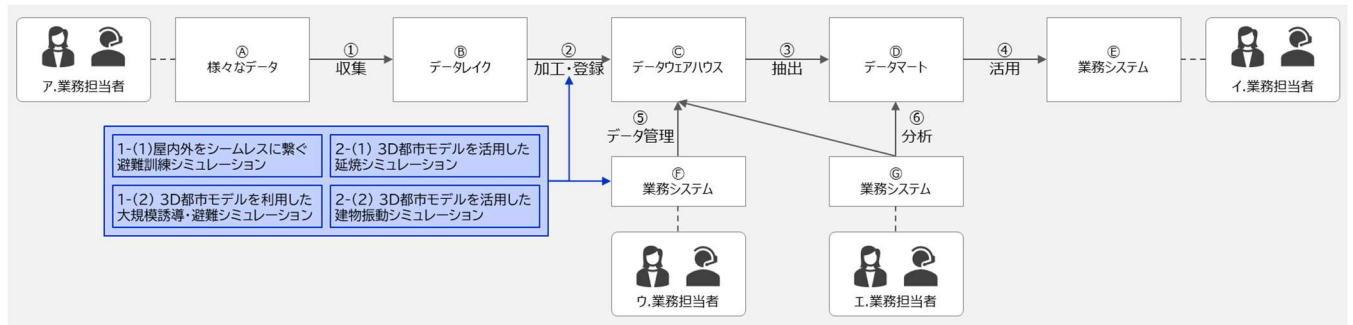 ア.業務担当者
Ⓐ
様々なデータ
①
収集
Ⓑ
データレイク
②
加工・登録
Ⓒ
データウェアハウス
③
抽出
Ⓓ
データマート
④
活用
Ⓔ
業務システム
イ.業務担当者
⑤
データ管理
⑥
分析
1-(1)屋内外をシームレスに繋ぐ
避難訓練シミュレーション
2-(1) 3D都市モデルを活用した
延焼シミュレーション
1-(2) 3D都市モデルを利用した
大規模誘導・避難シミュレーション
2-(2) 3D都市モデルを活用した
建物振動シミュレーション
Ⓕ
業務システム
Ⓖ
業務システム
ウ.業務担当者
エ.業務担当者